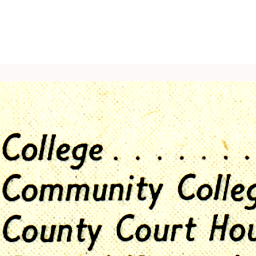 College . . . . . . .
Community Colleg
County Court Hou